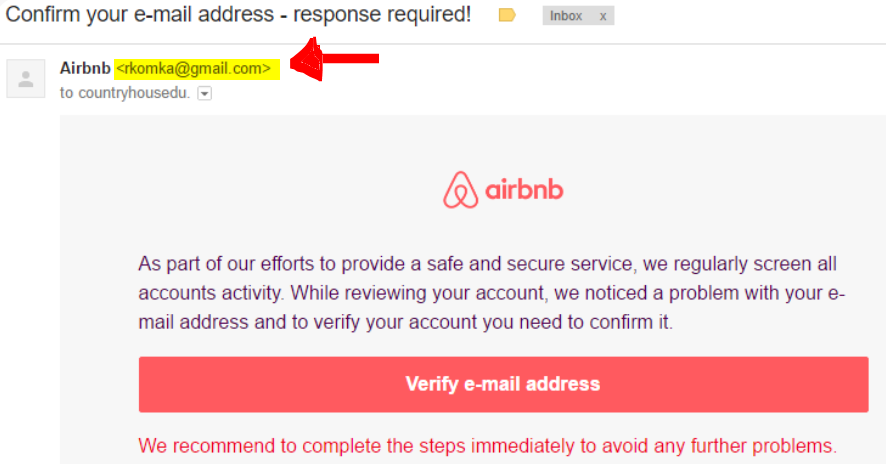 Confirm your e-mail address - response required!
Inbox x
Airbnb <rkomka@gmail.com>
to countryhousedu.
airbnb
As part of our efforts to provide a safe and secure service, we regularly screen all
accounts activity. While reviewing your account, we noticed a problem with your e-
mail address and to verify your account you need to confirm it.
Verify e-mail address
We recommend to complete the steps immediately to avoid any further problems.